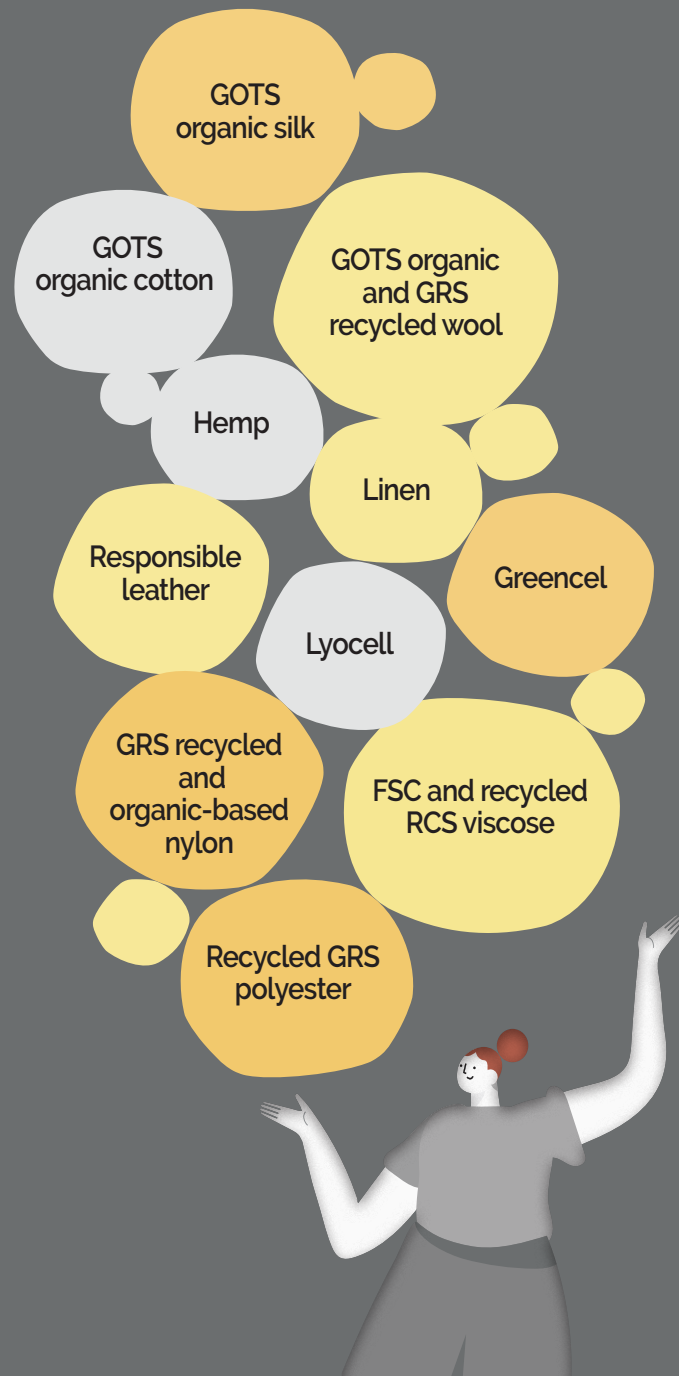 GOTS
organic silk
GOTS
organic cotton
GOTS organic
and GRS
recycled wool
Hemp
Linen
Responsible
leather
Greencel
Lyocell
GRS recycled
and
organic-based
nylon
FSC and recycled
RCS viscose
Recycled GRS
polyester